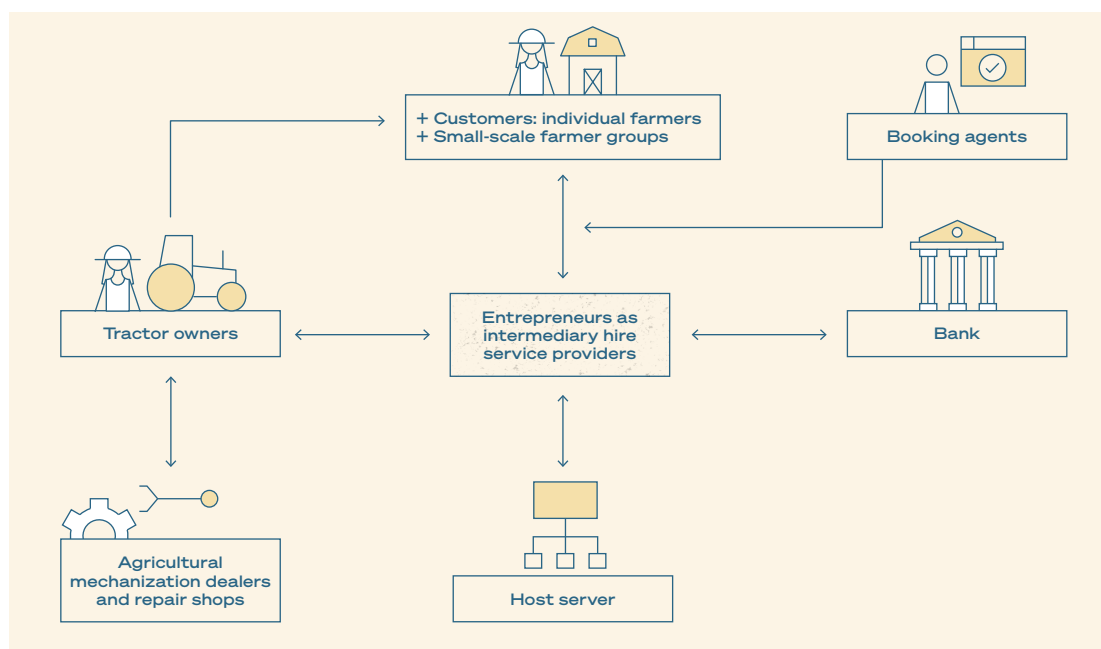 + Customers: individual farmers
+ Small-scale farmer groups
Booking agents
Tractor owners
Entrepreneurs as
intermediary hire
service providers
Bank
Agricultural
mechanization dealers
and repair shops
Host server